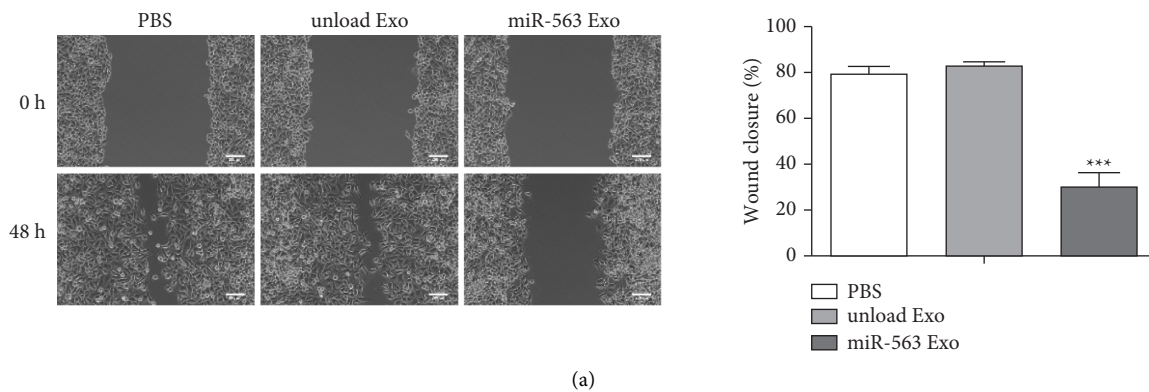 PBS
unload Exo
miR-563 Exo
0 h
48 h
100
80
60
40
20
0
Wound closure (%)
***
PBS
unload Exo
miR-563 Exo
(a)